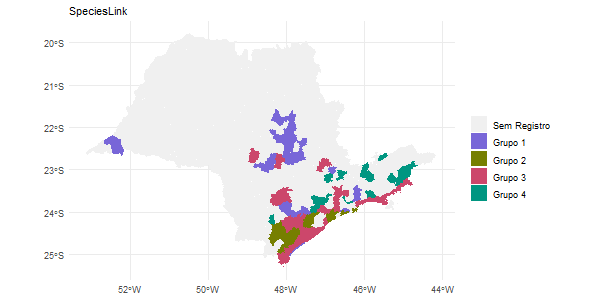 SpeciesLink
20°S
21°S
22°S
23°S
24°S
25°S
52°W
50°W
48°W
46°W
44°W
Sem Registro
Grupo 1
Grupo 2
Grupo 3
Grupo 4